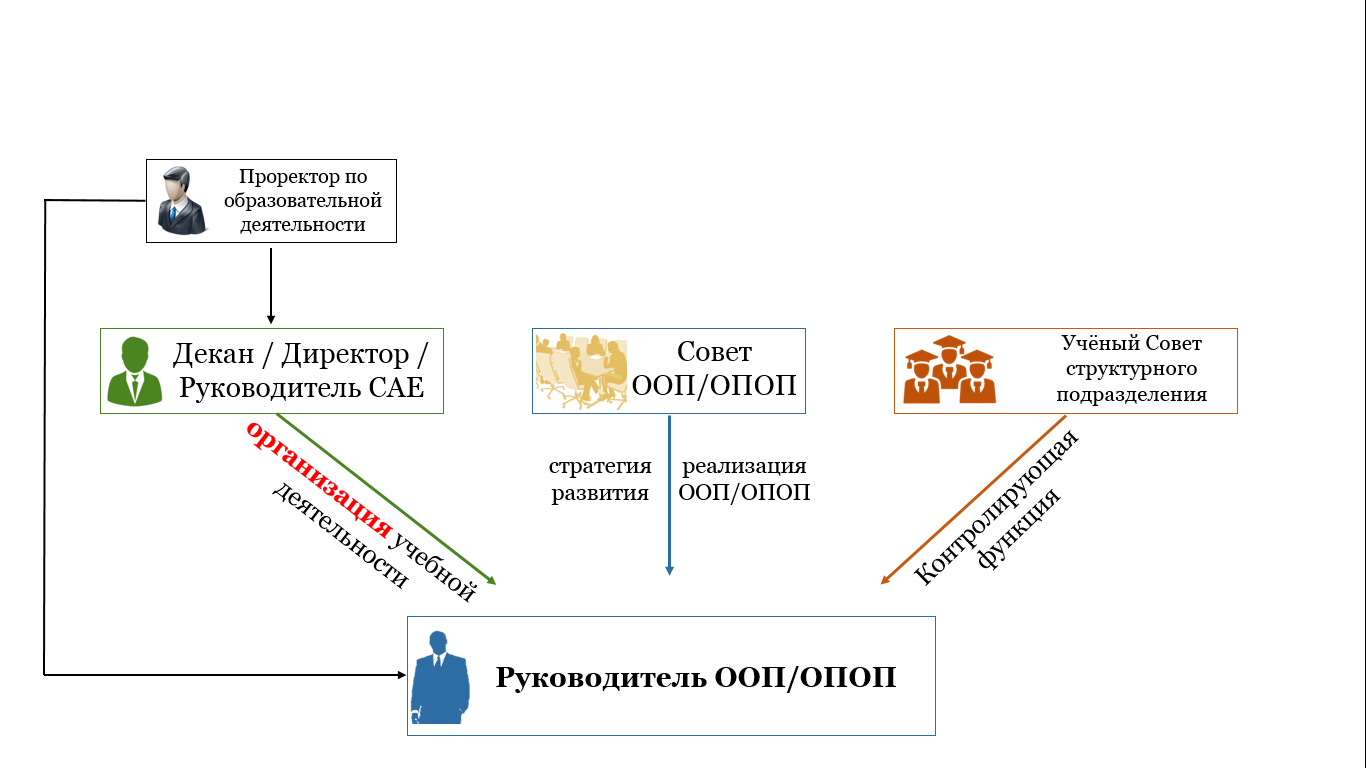 Проректор по
образовательной
деятельности
Декан / Директор /
Руководитель САЕ
Совет
ООП/ОПОП
Учёный Совет
структурного
подразделения
организация учебной
деятельности
стратегия
развития
реализация
ООП/ОПОП
Контролирующая
функция
Руководитель ООП/ОПОП